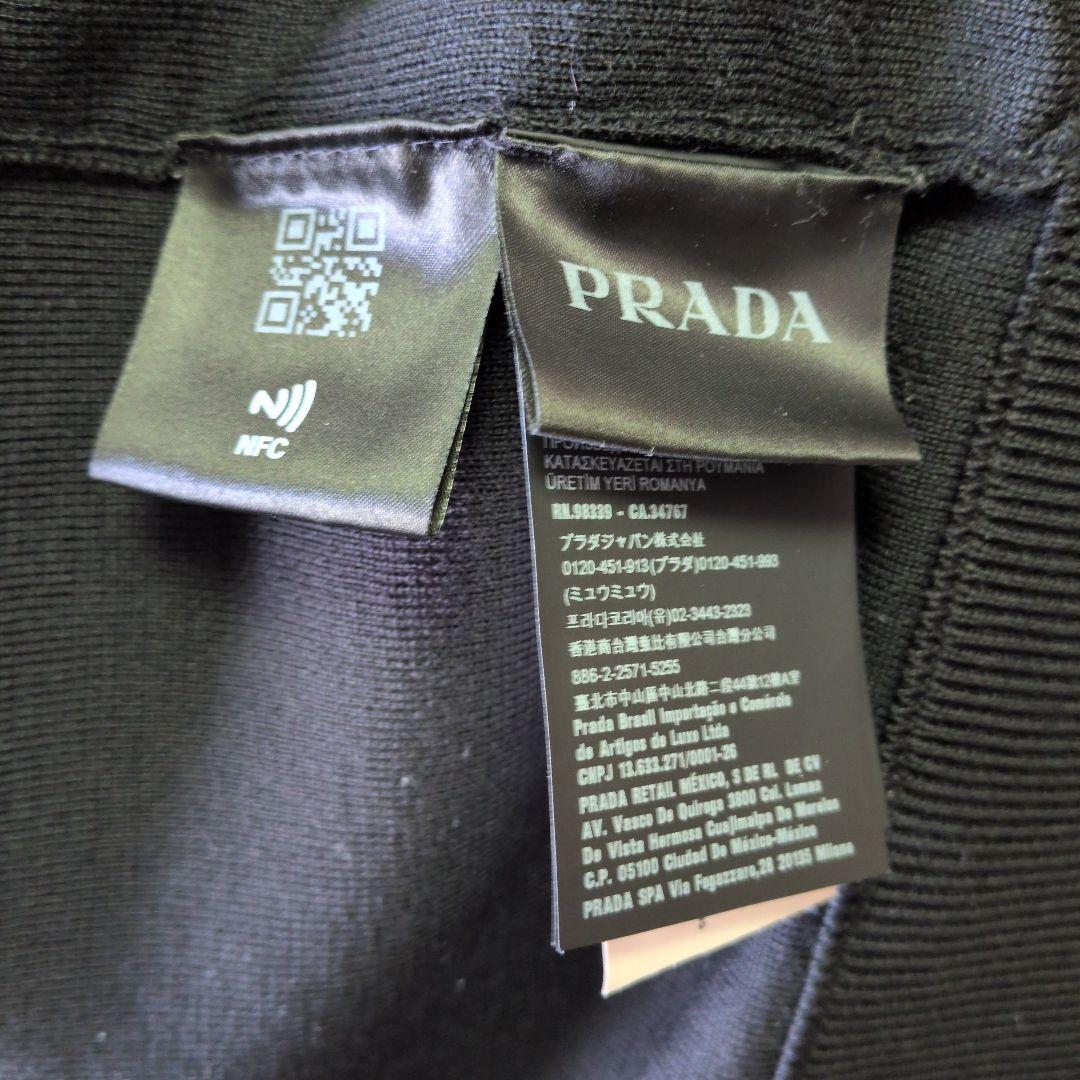 NFC
PRADA
ΚΑΤΑΣΚΕΥΑΖΕΤΑΙ ΣΤΗ ΡΟΥΜΑΝΙΑ
ÜRETİM YERİ ROMANYA
RN.98339 - CA.34767
プラダジャパン株式会社
0120-451-913(プラダ)0120-451-993
(ミュウミュウ)
프라다코리아(유)02-3443-2323
香港商台灣強比有限公司台灣分公司
886-2-2571-5255
臺北市中山區中山北路二段44號12樓A室
Prada Brasil Importação e Comércio
de Artigos de Luxo Ltda
CNPJ 13.633.271/0001-26
PRADA RETAIL MÉXICO, S DE RL DE CV
AV. Vasco De Quiroga 3800 Col. Lomas
De Vista Hermosa Cuajimalpa De Morelos
C.P. 05100 Ciudad De México-México
PRADA SPA Via Fogazzaro,28 20135 Milano